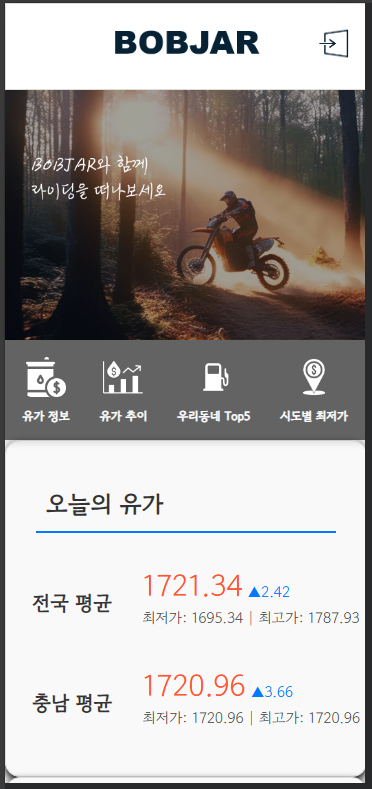 BOBJAR
BOBJAR와 함께
라이딩을 떠나보세요
유가 정보
유가 추이
우리동네 Top5
시도별 최저가
오늘의 유가
전국 평균
1721.34 ▲2.42
최저가: 1695.34 | 최고가: 1787.93
충남 평균
1720.96 ▲3.66
최저가: 1720.96 | 최고가: 1720.96